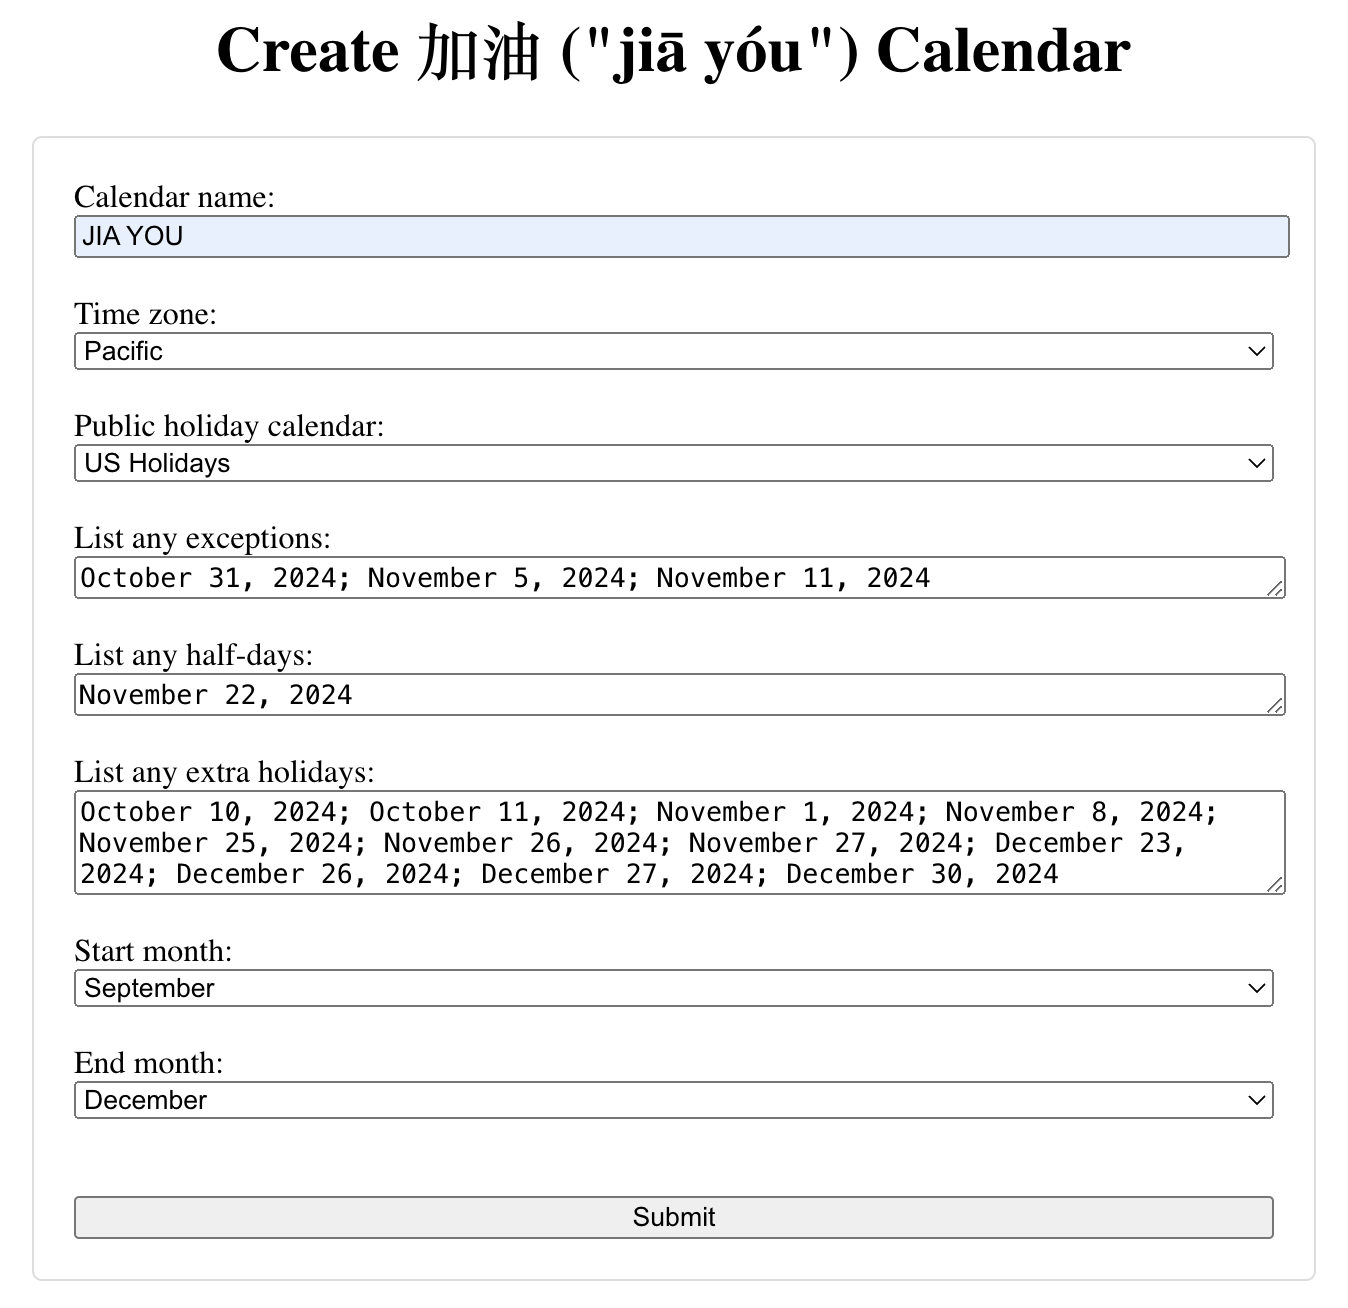 Create 加油 ("jiā yóu") Calendar
Calendar name:
JIA YOU
Time zone:
Pacific
Public holiday calendar:
US Holidays
List any exceptions:
October 31, 2024; November 5, 2024; November 11, 2024
List any half-days:
November 22, 2024
List any extra holidays:
October 10, 2024; October 11, 2024; November 1, 2024; November 8, 2024;
November 25, 2024; November 26, 2024; November 27, 2024; December 23,
2024; December 26, 2024; December 27, 2024; December 30, 2024
Start month:
September
End month:
December
Submit